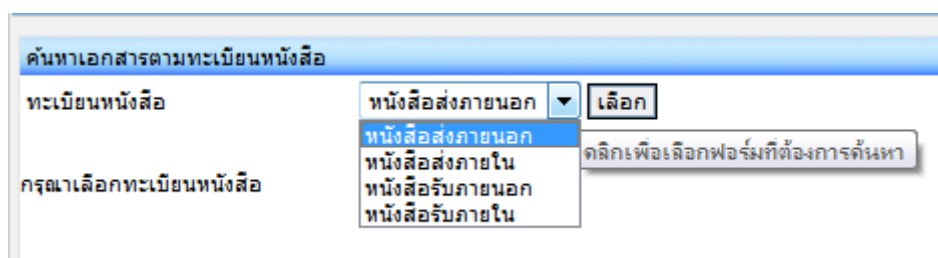 ค้นหาเอกสารตามทะเบียนหนังสือ
ทะเบียนหนังสือ หนังสือส่งภายนอก เลือก
หนังสือส่งภายนอก
คลิกเพื่อเลือกฟอร์มที่ต้องการค้นหา
หนังสือส่งภายใน
กรุณาเลือกทะเบียนหนังสือ
หนังสือรับภายนอก
หนังสือรับภายใน